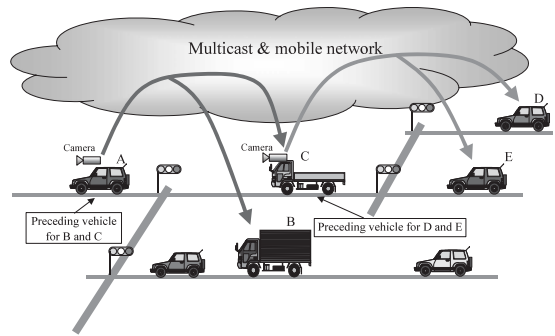 Multicast & mobile network
D
Camera
A
Camera
C
E
Preceding vehicle
for B and C
B
Preceding vehicle for D and E